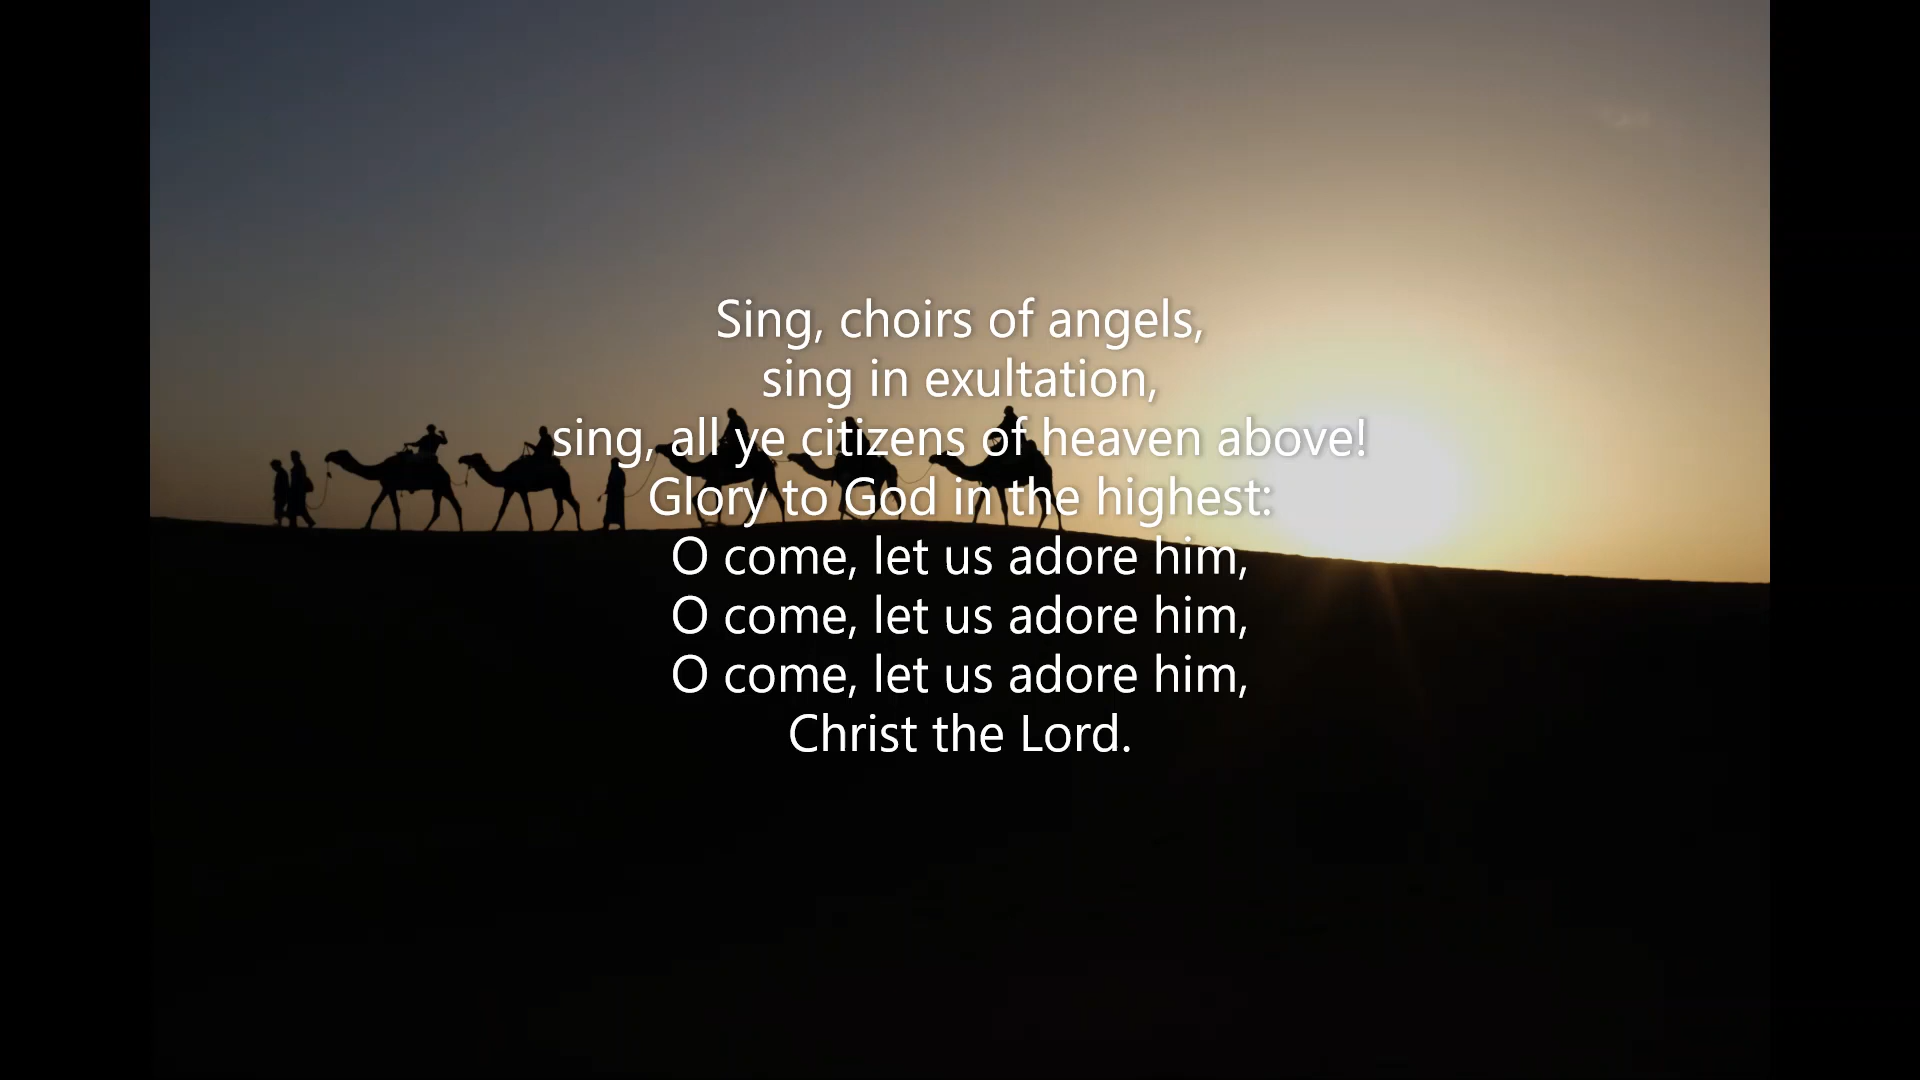 Sing, choirs of angels,
sing in exultation,
sing, all ye citizens of heaven above!
Glory to God in the highest:
O come, let us adore him,
O come, let us adore him,
O come, let us adore him,
Christ the Lord.